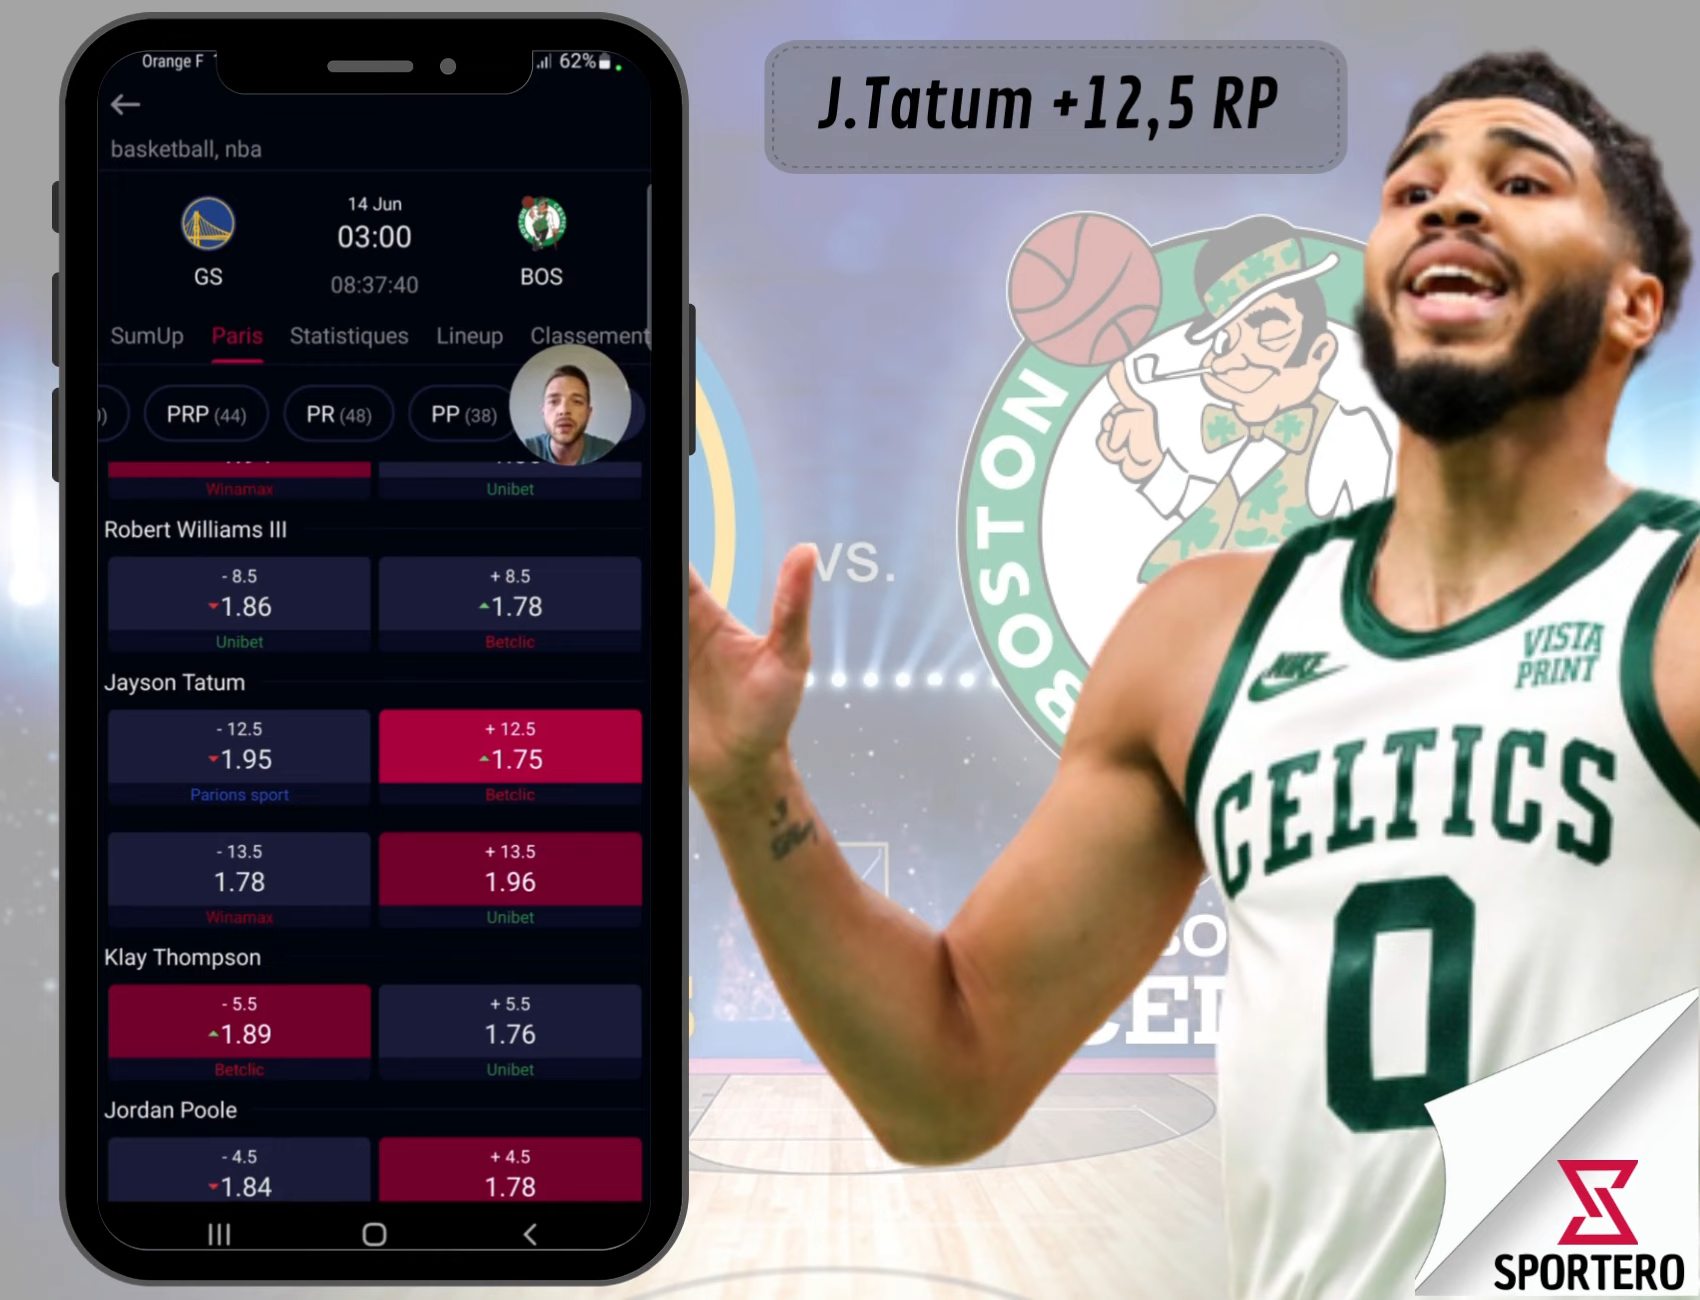 Orange F
62%
basketball, nba
14 Jun
03:00
08:37:40
GS
BOS
SumUp Paris Statistiques Lineup Classement
PRP (44) PR (48) PP (38)
Winamax Unibet
Robert Williams III
- 8.5 + 8.5
1.86 1.78
Unibet Betclic
Jayson Tatum
- 12.5 + 12.5
1.95 1.75
Parions sport Betclic
- 13.5 + 13.5
1.78 1.96
Winamax Unibet
Klay Thompson
- 5.5 + 5.5
1.89 1.76
Betclic Unibet
Jordan Poole
- 4.5 + 4.5
1.84 1.78
J.Tatum +12,5 RP
vs.
BOSTON
NIKE
VISTA
PRINT
CELTICS
0
SPORTERO